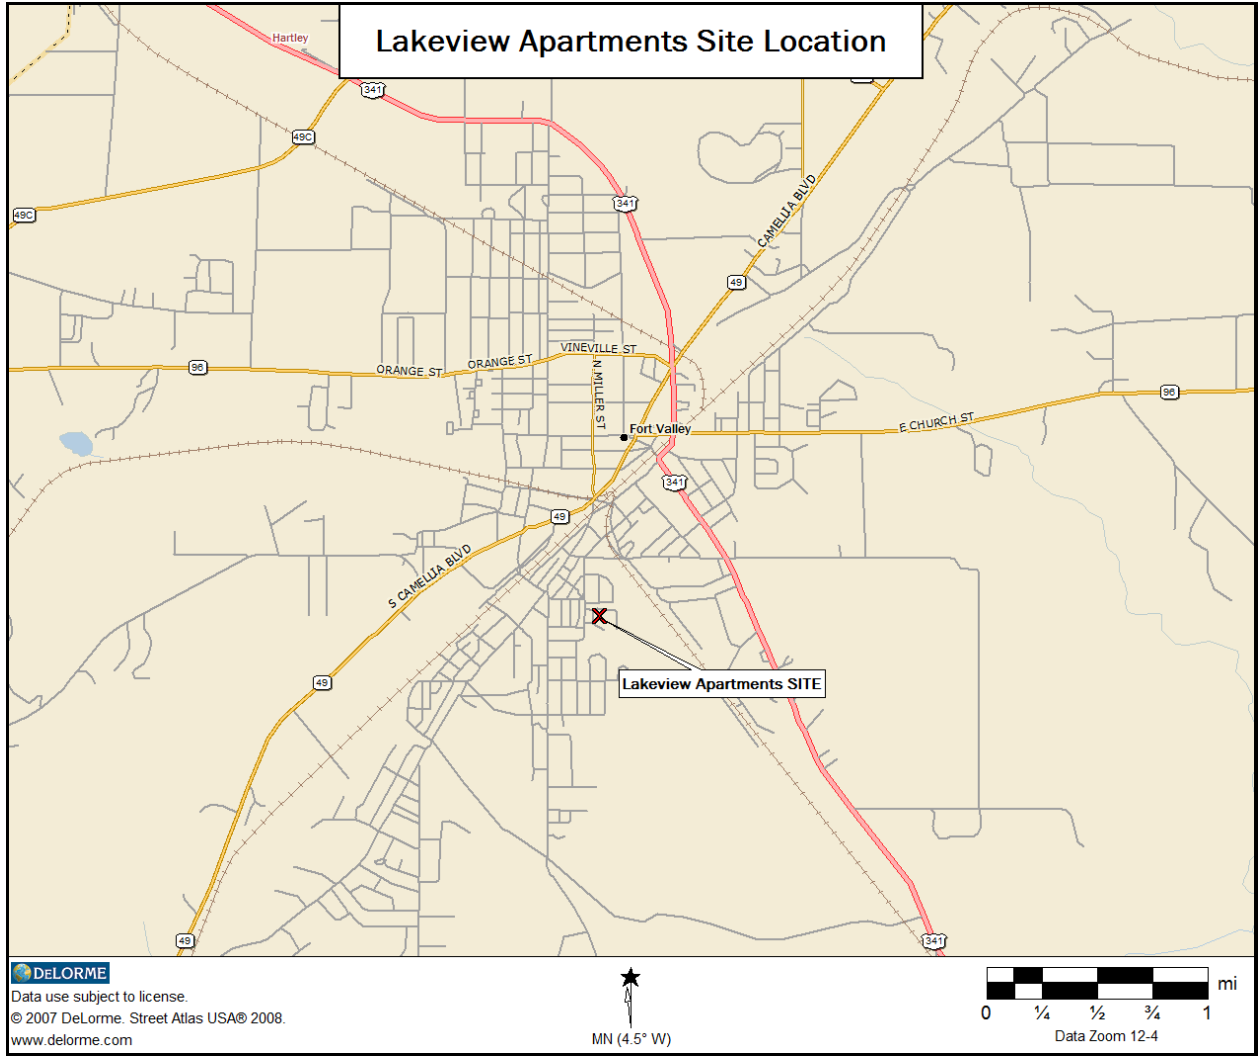 Lakeview Apartments Site Location
Hartley
341
49C
49C
341
CAMELLIA BLVD
49
VINEVILLE ST
ORANGE ST
ORANGE ST
96
N MILLER ST
96
E CHURCH ST
Fort Valley
341
49
S CAMELLIA BLVD
Lakeview Apartments SITE
49
49
341
DELORME
Data use subject to license.
© 2007 DeLorme. Street Atlas USA® 2008.
www.delorme.com
MN (4.5° W)
mi
0 ¼ ½ ¾ 1
Data Zoom 12-4